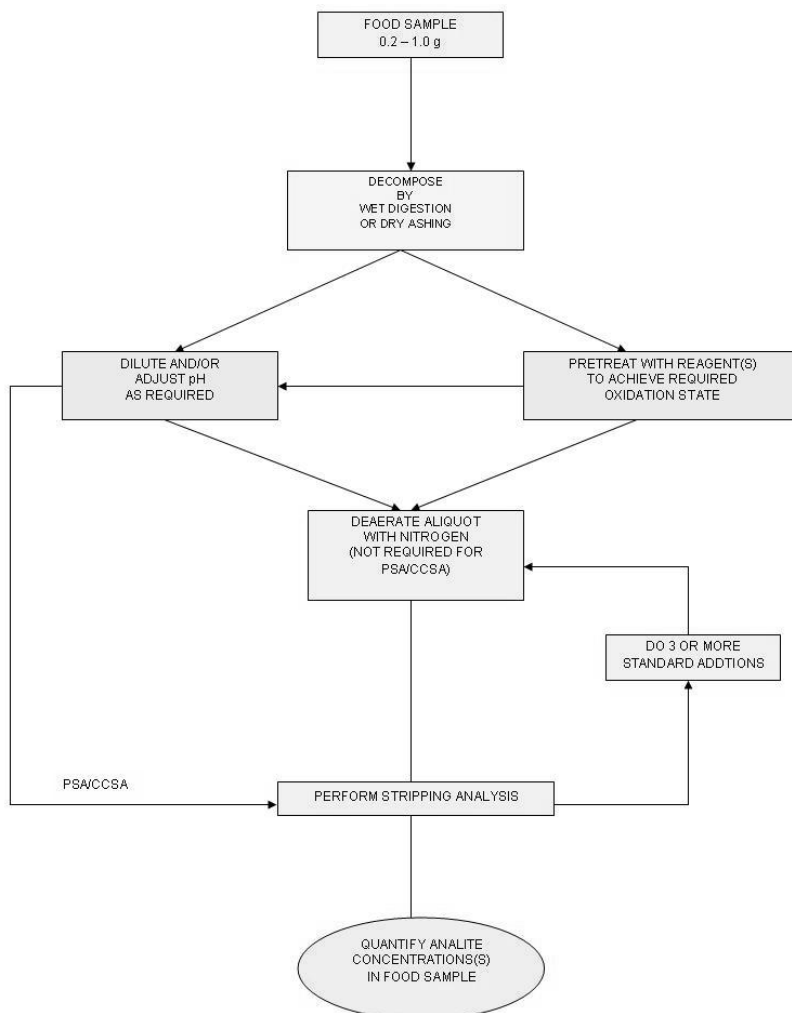 FOOD SAMPLE
0.2 – 1.0 g
DECOMPOSE
BY
WET DIGESTION
OR DRY ASHING
DILUTE AND/OR
ADJUST pH
AS REQUIRED
PRETREAT WITH REAGENT(S)
TO ACHIEVE REQUIRED
OXIDATION STATE
DEAERATE ALIQUOT
WITH NITROGEN
(NOT REQUIRED FOR
PSA/CCSA)
DO 3 OR MORE
STANDARD ADDTIONS
PSA/CCSA
PERFORM STRIPPING ANALYSIS
QUANTIFY ANALITE
CONCENTRATIONS(S)
IN FOOD SAMPLE